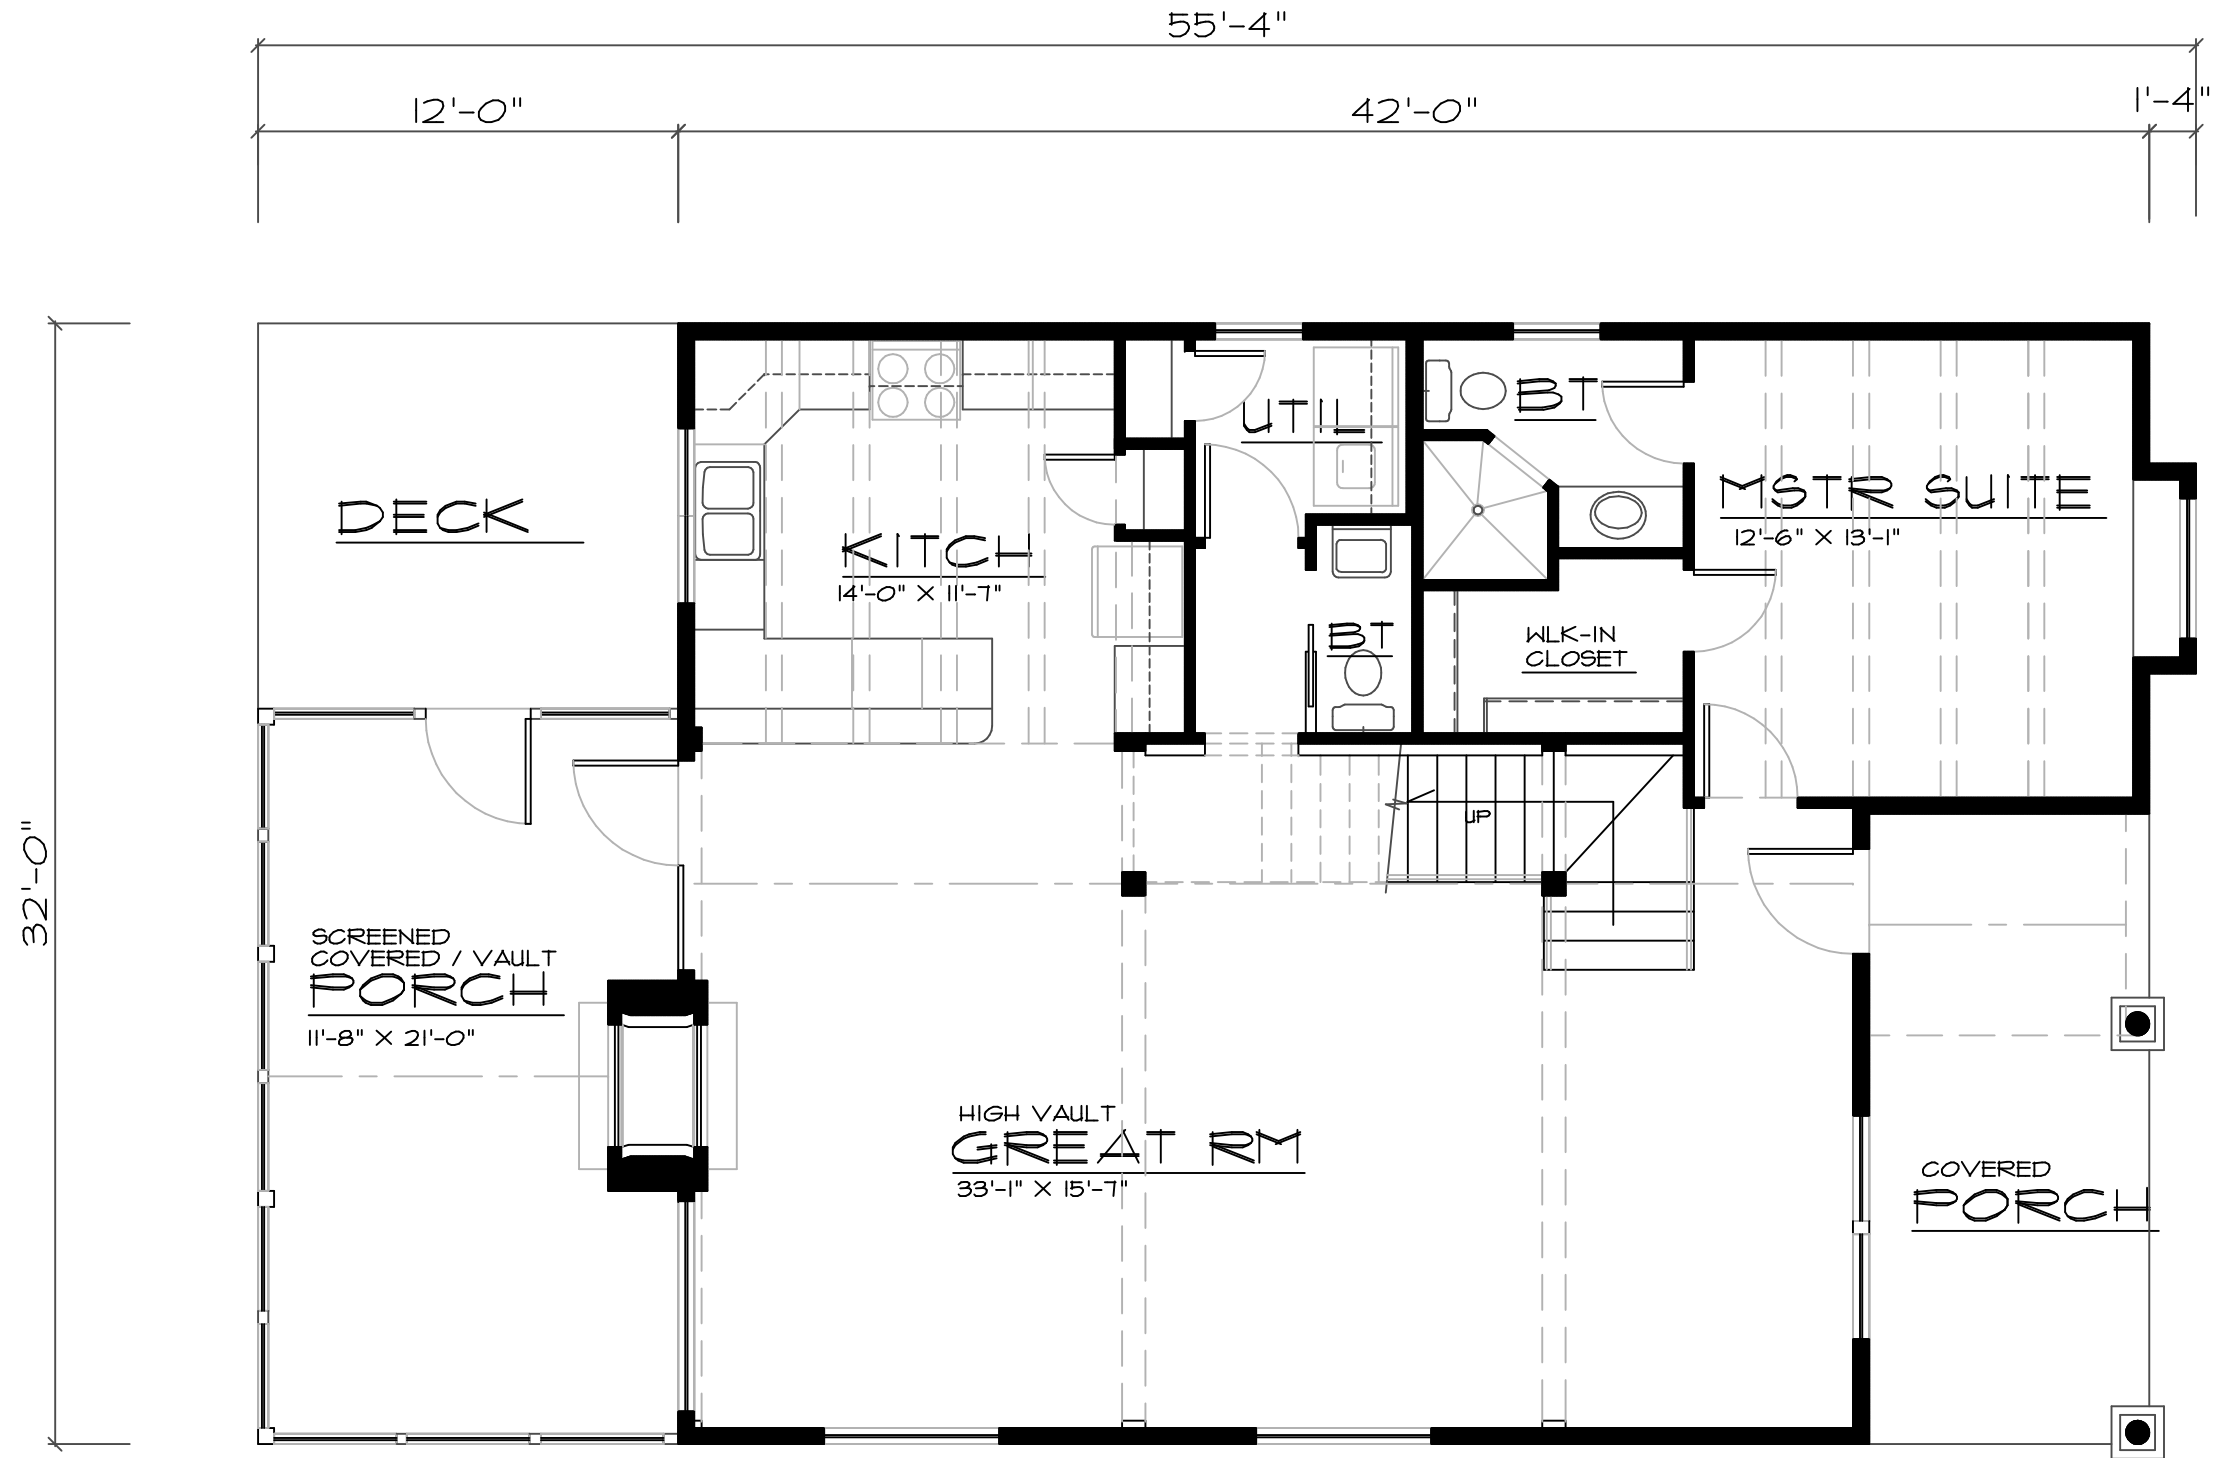 55'-4"
12'-0"
42'-0"
1'-4"
32'-0"
DECK
KITCH
14'-0" X 11'-7"
UTIL
BT
MSTR SUITE
12'-6" X 13'-1"
BT
WLK-IN
CLOSET
UP
SCREENED
COVERED / VAULT
PORCH
11'-8" X 21'-0"
HIGH VAULT
GREAT RM
33'-1" X 15'-7"
COVERED
PORCH